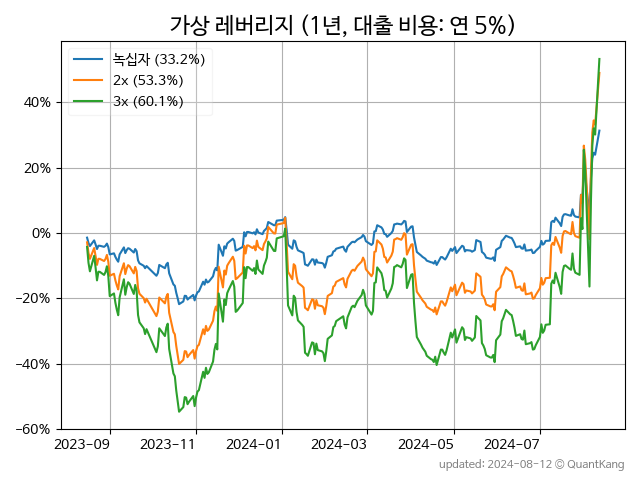 가상 레버리지 (1년, 대출 비용: 연 5%)
녹십자 (33.2%)
2x (53.3%)
3x (60.1%)
40%
20%
0%
−20%
−40%
−60%
2023-09 2023-11 2024-01 2024-03 2024-05 2024-07
updated: 2024-08-12 © QuantKang